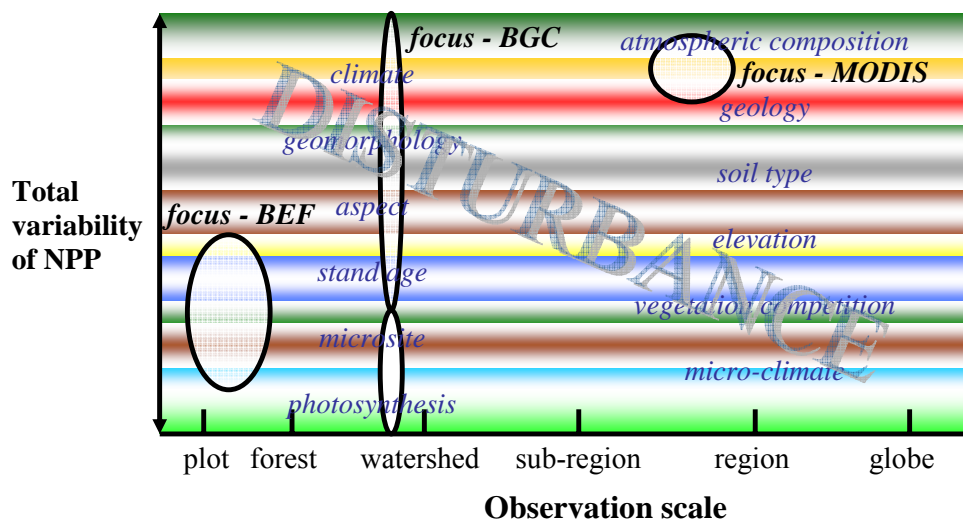 focus - BGC
atmospheric composition
climate
focus - MODIS
geology
geomorphology
DISTURBANCE
soil type
Total
variability
of NPP
focus - BEF
aspect
elevation
stand age
vegetation competition
microsite
micro-climate
photosynthesis
plot
forest
watershed
sub-region
region
globe
Observation scale